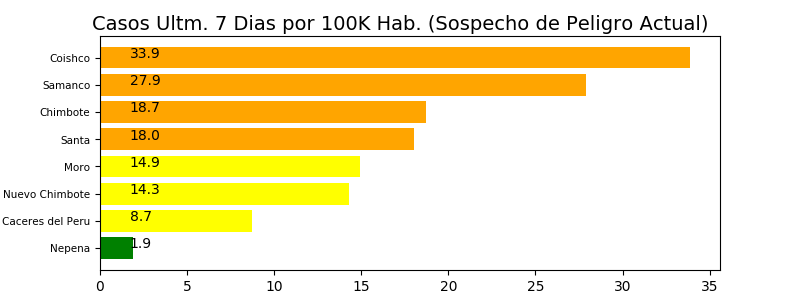 Casos Ultm. 7 Dias por 100K Hab. (Sospecho de Peligro Actual)
Coishco 33.9
Samanco 27.9
Chimbote 18.7
Santa 18.0
Moro 14.9
Nuevo Chimbote 14.3
Caceres del Peru 8.7
Nepena 1.9
0 5 10 15 20 25 30 35